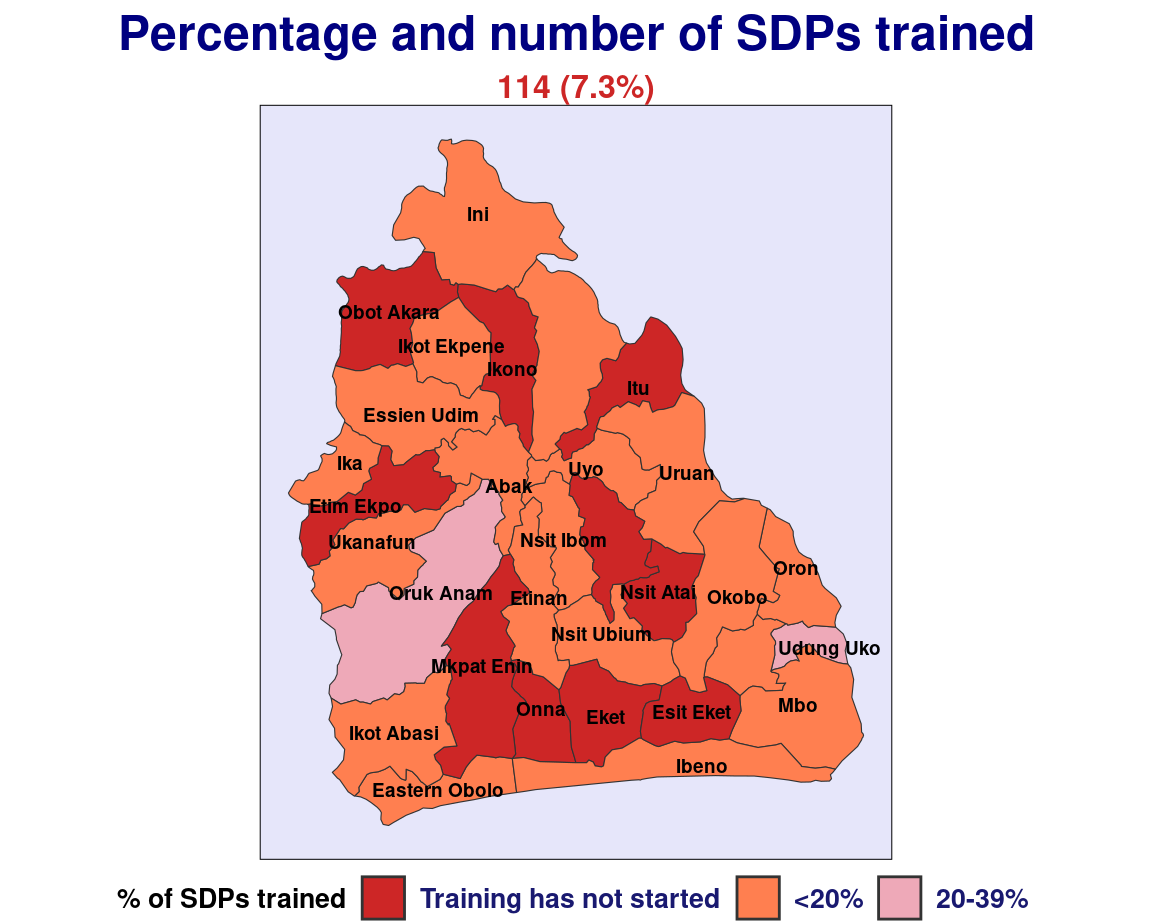 Percentage and number of SDPs trained
114 (7.3%)
Ini
Obot Akara
Ikot Ekpene
Ikono
Itu
Essien Udim
Ika
Uyo
Uruan
Abak
Etim Ekpo
Ukanafun
Nsit Ibom
Oron
Oruk Anam
Etinan
Nsit Atai
Okobo
Nsit Ubium
Udung Uko
Mkpat Enin
Onna
Eket
Esit Eket
Mbo
Ikot Abasi
Ibeno
Eastern Obolo
% of SDPs trained Training has not started <20% 20-39%